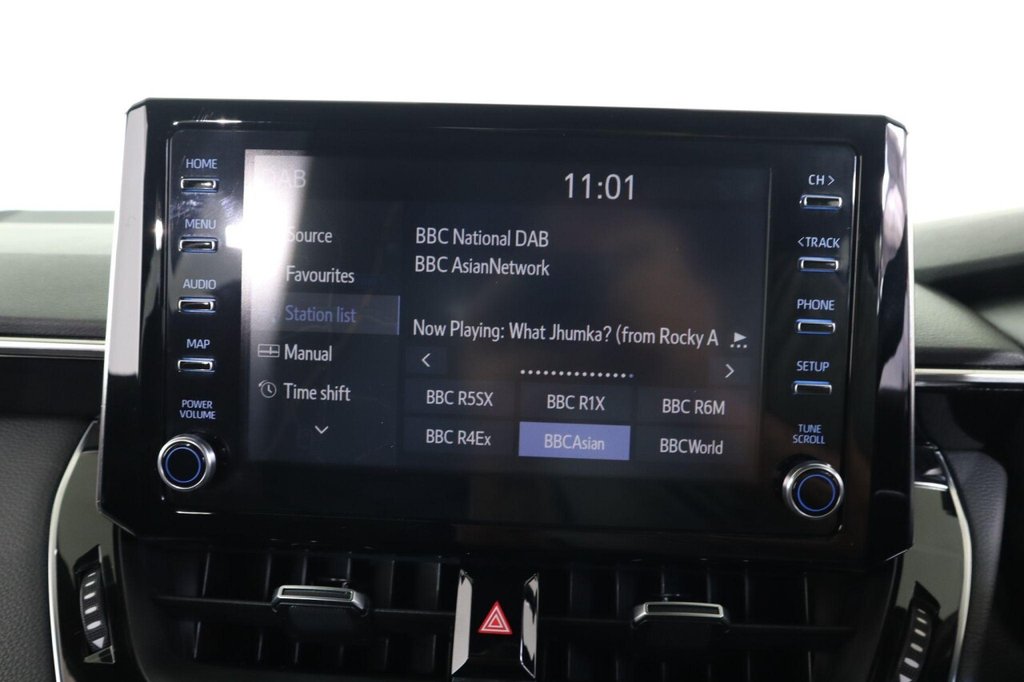 HOME
MENU
AUDIO
MAP
POWER
VOLUME
DAB
11:01
Source
Favourites
Station list
Manual
Time shift
BBC National DAB
BBC AsianNetwork
Now Playing: What Jhumka? (from Rocky A
BBC R5SX
BBC R1X
BBC R6M
BBC R4Ex
BBCAsian
BBCWorld
CH >
< TRACK
PHONE
SETUP
TUNE
SCROLL